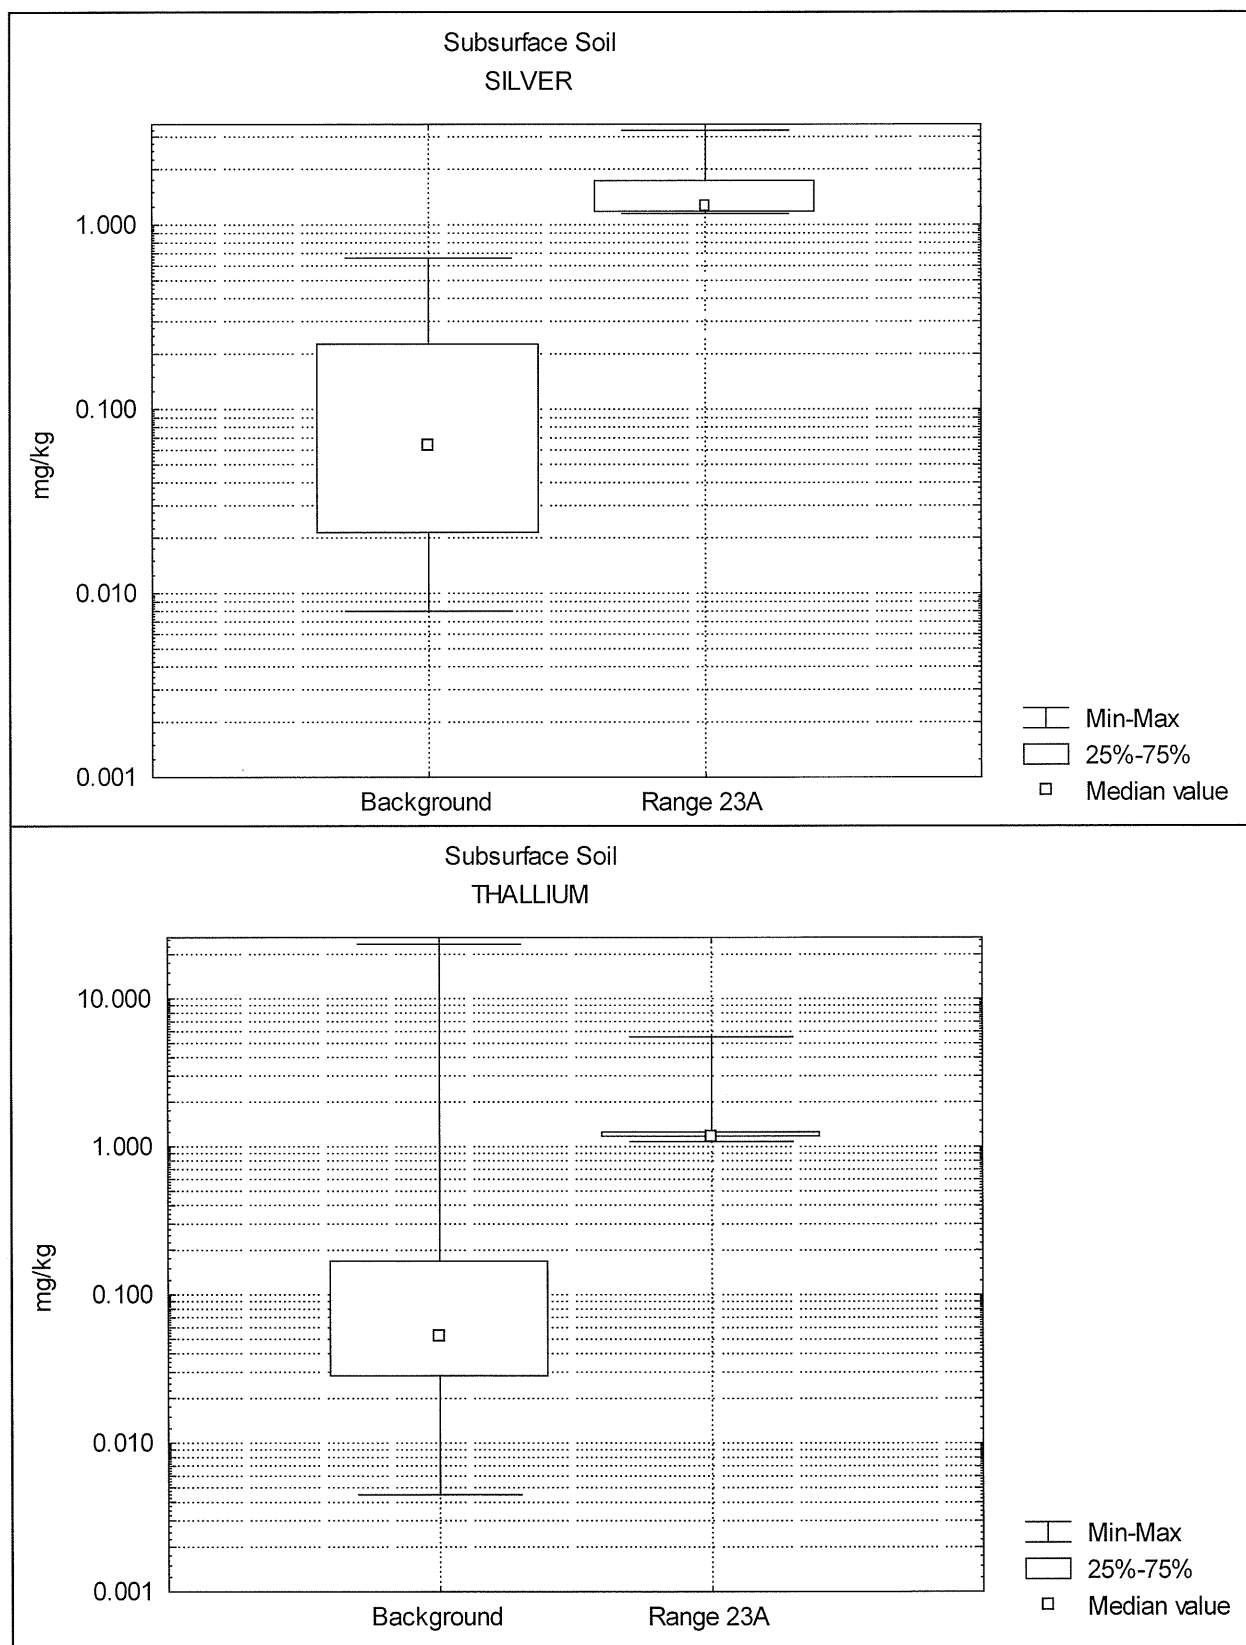 Subsurface Soil
SILVER
mg/kg
1.000
0.100
0.010
0.001
Background Range 23A
Min-Max
25%-75%
Median value
Subsurface Soil
THALLIUM
mg/kg
10.000
1.000
0.100
0.010
0.001
Background Range 23A
Min-Max
25%-75%
Median value